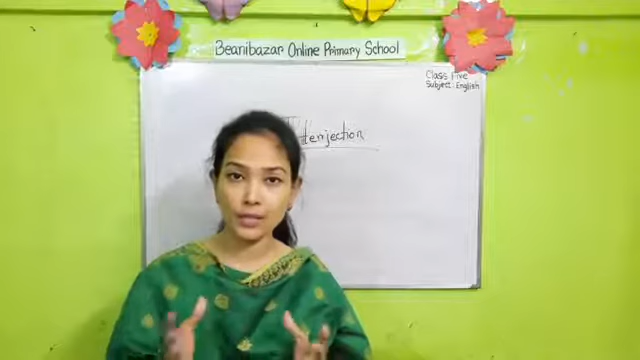 Beanibazar Online Primary School
Class Five
Subject: English
Interjection